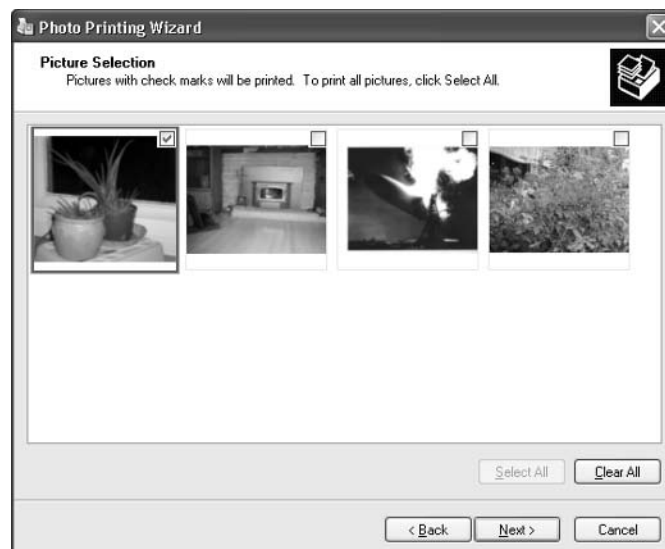 Photo Printing Wizard
Picture Selection
Pictures with check marks will be printed. To print all pictures, click Select All.
Select All
Clear All
< Back
Next >
Cancel